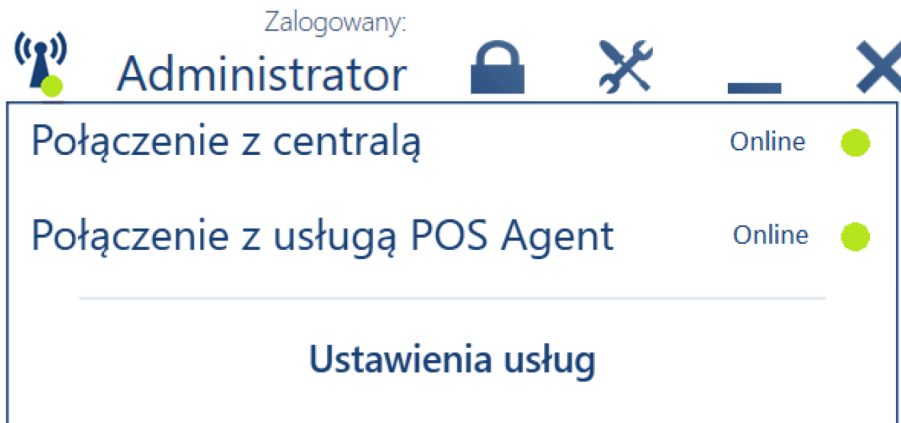 Zalogowany:
Administrator
Połączenie z centralą Online
Połączenie z usługą POS Agent Online
Ustawienia usług